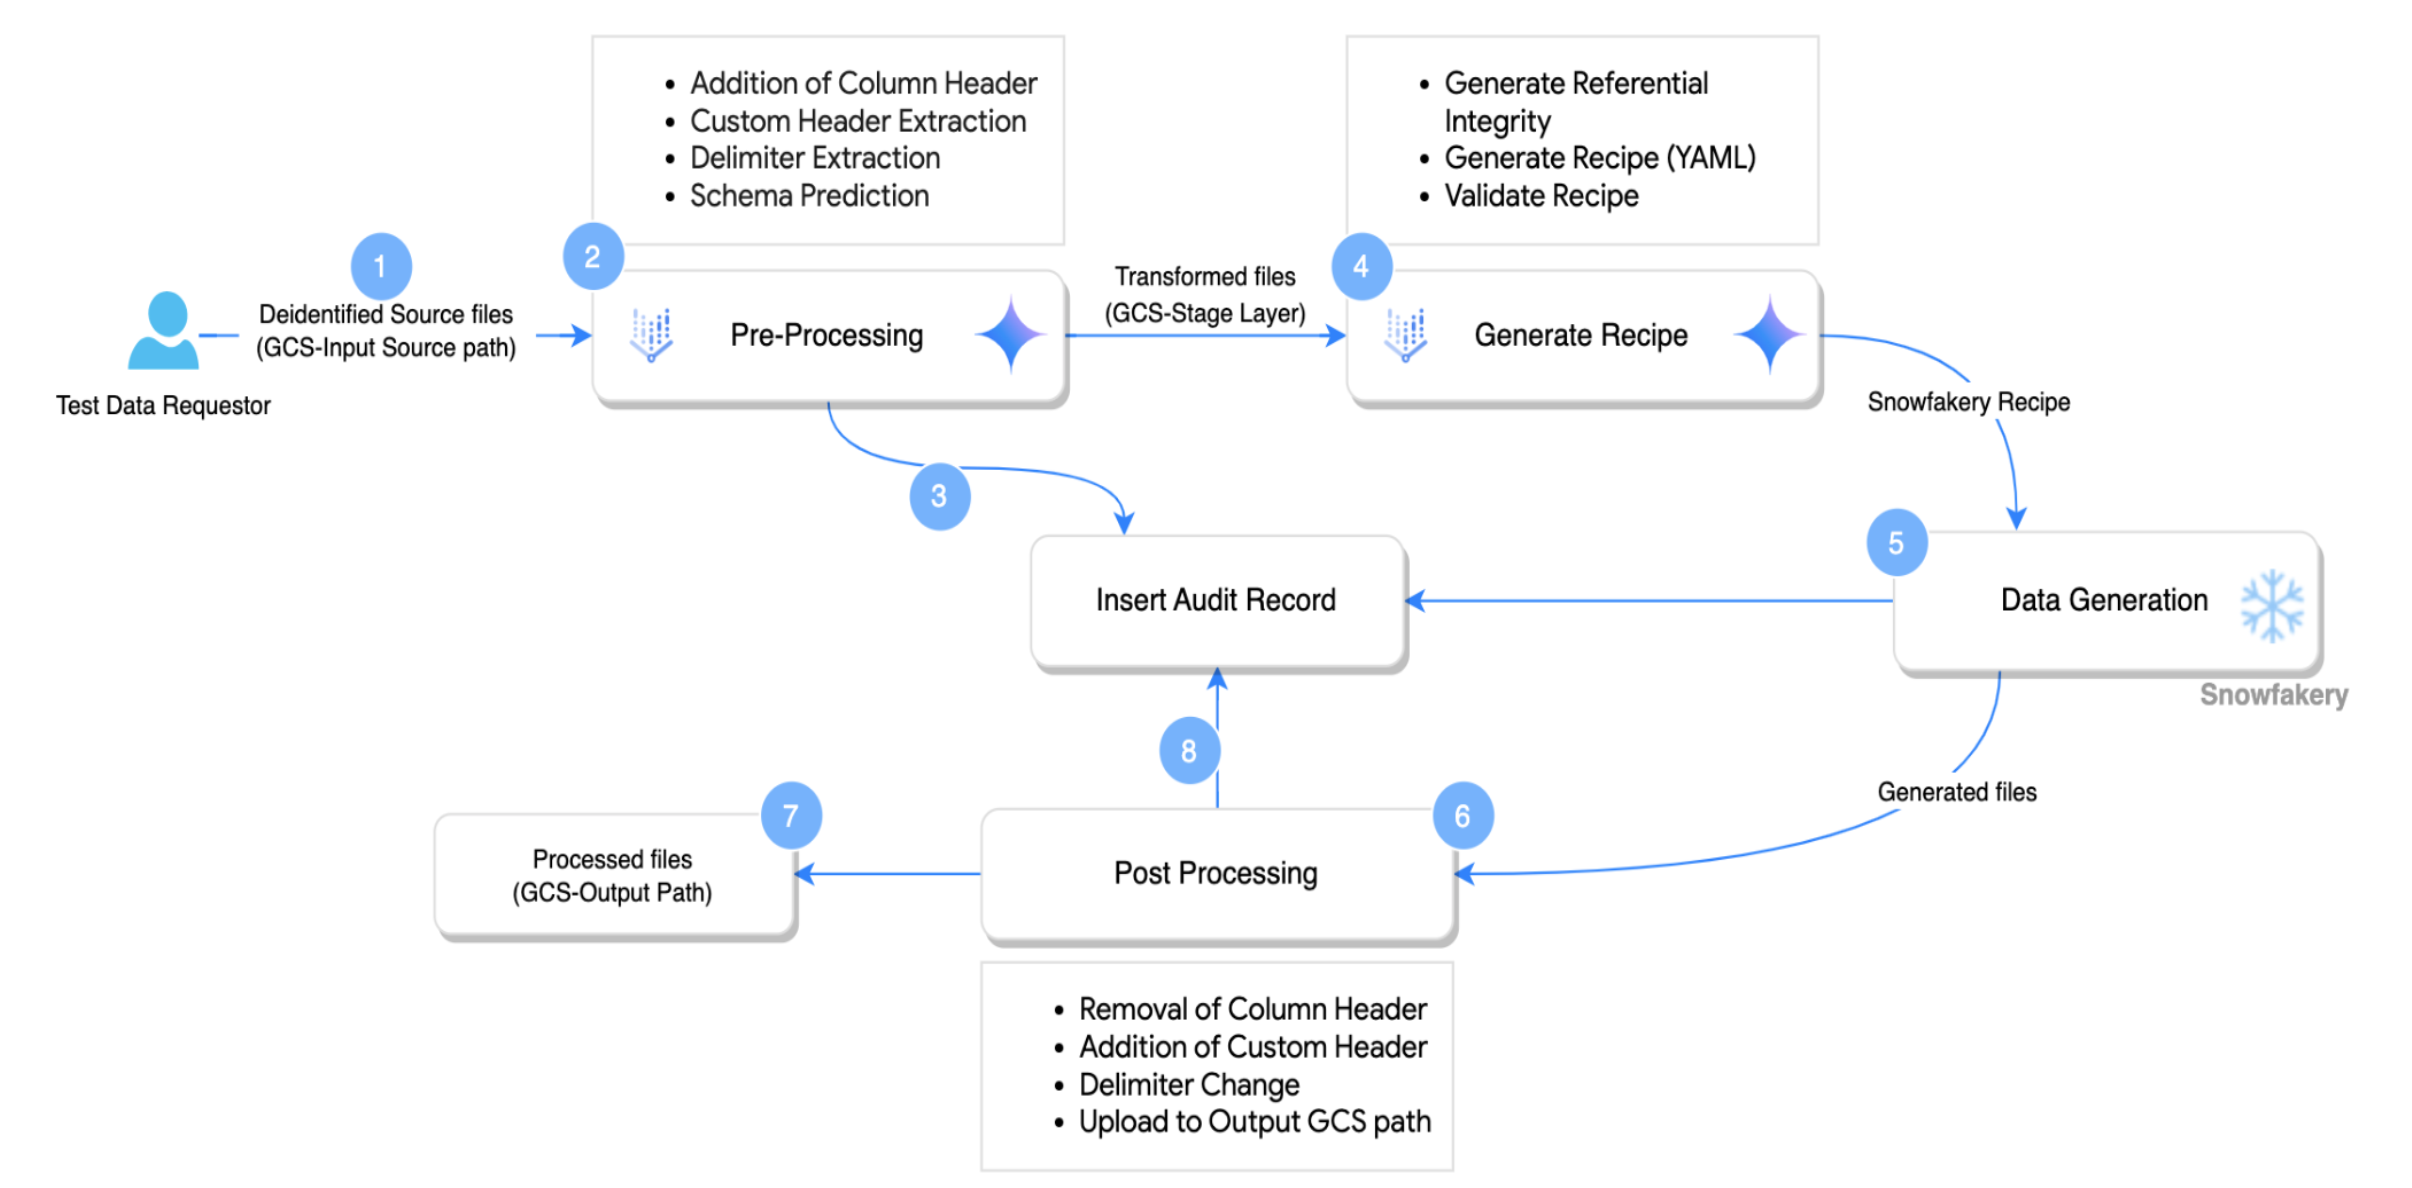 • Addition of Column Header
• Custom Header Extraction
• Delimiter Extraction
• Schema Prediction
• Generate Referential
Integrity
• Generate Recipe (YAML)
• Validate Recipe
1
2
4
Deidentified Source files
(GCS-Input Source path)
Test Data Requestor
Pre-Processing
Transformed files
(GCS-Stage Layer)
Generate Recipe
Snowfakery Recipe
3
5
Insert Audit Record
Data Generation
Snowfakery
8
Generated files
7
6
Processed files
(GCS-Output Path)
Post Processing
• Removal of Column Header
• Addition of Custom Header
• Delimiter Change
• Upload to Output GCS path